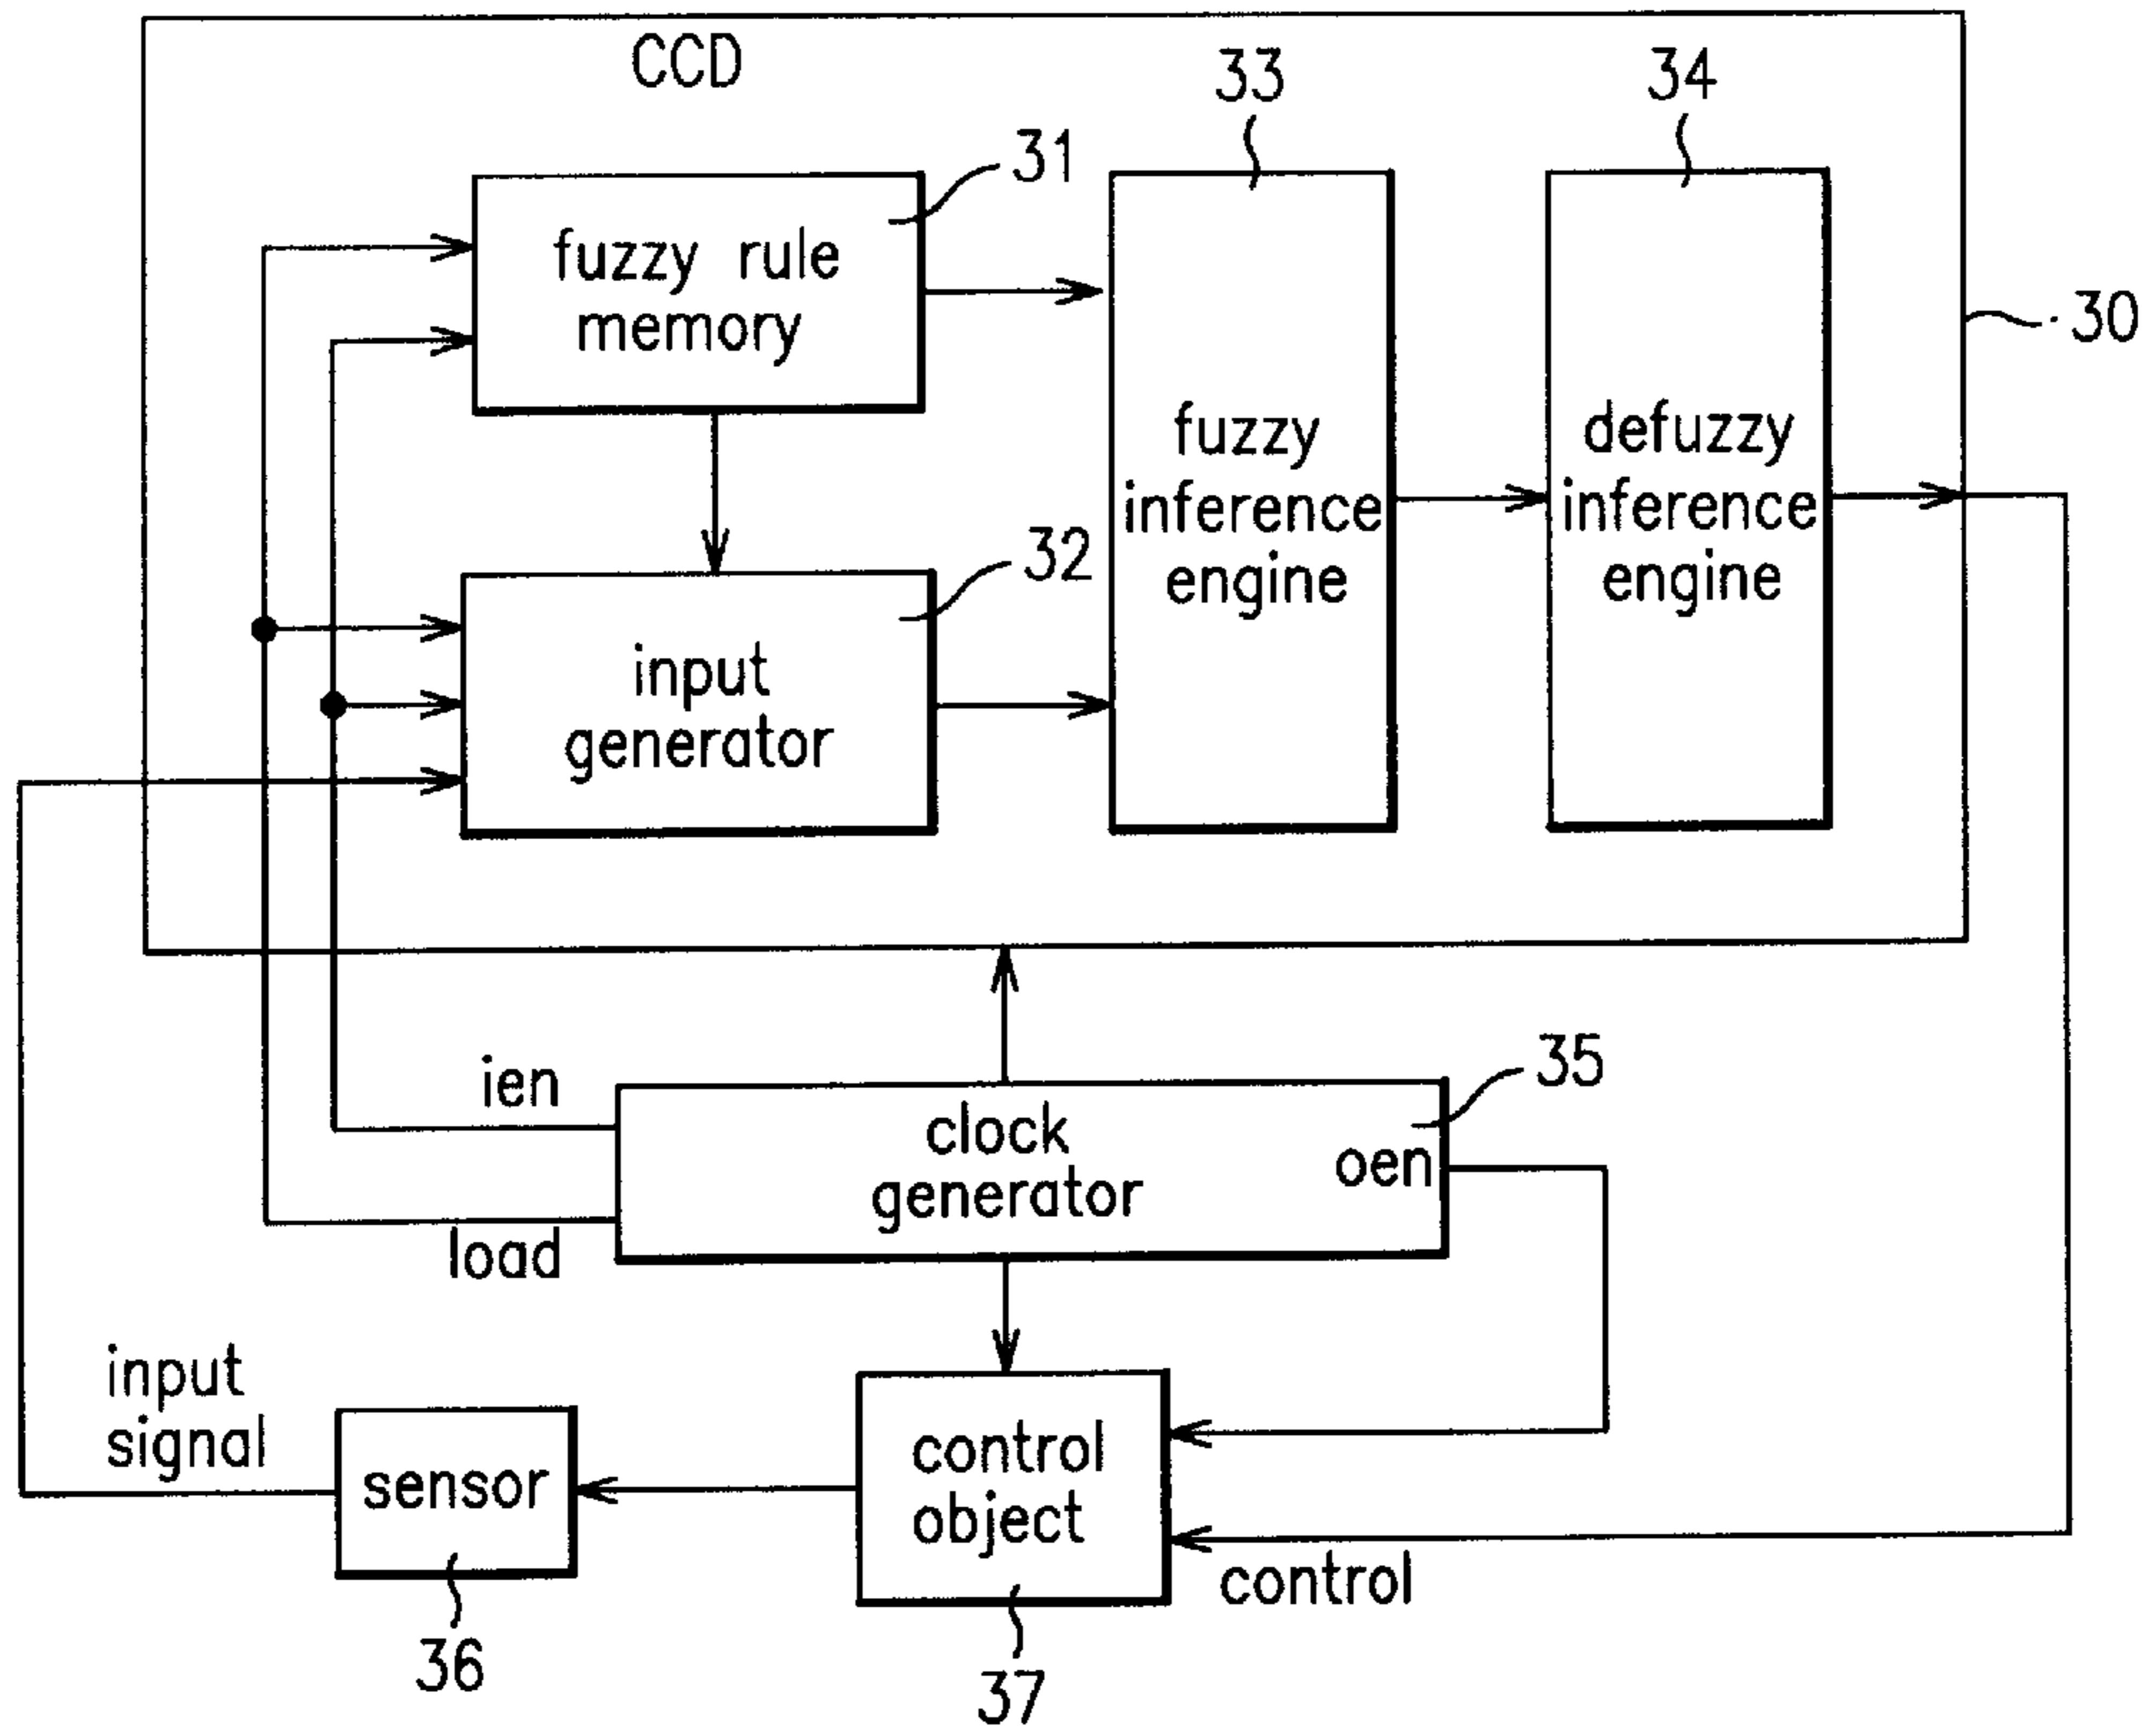 CCD
33
34
31
fuzzy rule
memory
30
fuzzy
inference
engine
defuzzy
inference
engine
32
input
generator
ien
35
clock
generator
oen
load
input
signal
sensor
control
object
control
36
37